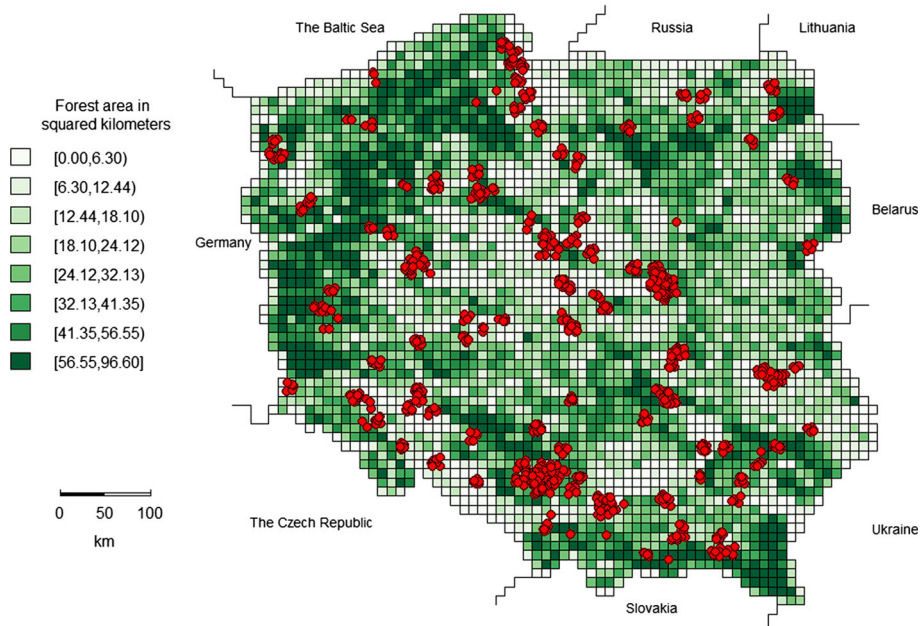 The Baltic Sea
Russia
Lithuania
Forest area in
squared kilometers
[0.00,6.30)
[6.30,12.44)
[12.44,18.10)
[18.10,24.12)
[24.12,32.13)
[32.13,41.35)
[41.35,56.55)
[56.55,96.60]
Belarus
Germany
0 50 100
km
The Czech Republic
Ukraine
Slovakia